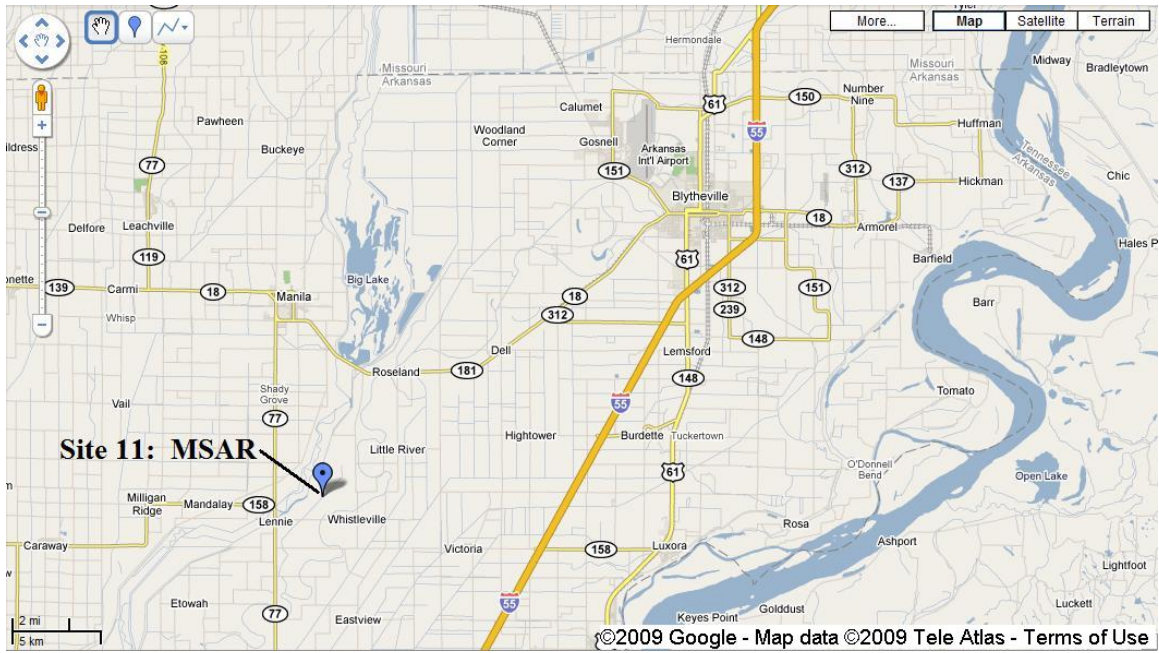 Tyler
More...
Map
Satellite
Terrain
108
Hermondale
Missouri
Arkansas
Missouri
Arkansas
Midway
Bradleytown
61
150
Number
Nine
Calumet
Pawheen
Woodland
Corner
Gosnell
55
Huffman
Buckeye
Arkansas
Int'l Airport
Tennessee
Arkansas
ildress
77
151
312
137
Hickman
Chic
Blytheville
18
Delfore
Leachville
Armorel
Hales P
119
61
Barfield
Big Lake
onette
139
Carmi
18
Manila
18
312
151
Barr
Whisp
312
239
148
Dell
Lemsford
Roseland
181
148
Shady
Grove
55
Tomato
Vail
77
Hightower
Burdette
Tuckertown
Site 11: MSAR
Little River
61
O'Donnell
Bend
Open Lake
Milligan
Ridge
Mandalay
158
Lennie
Whistleville
Rosa
Caraway
Victoria
158
Luxora
Ashport
Lightfoot
w
Etowah
55
Golddust
Luckett
77
Eastview
Keyes Point
2 mi
5 km
61
©2009 Google - Map data ©2009 Tele Atlas - Terms of Use